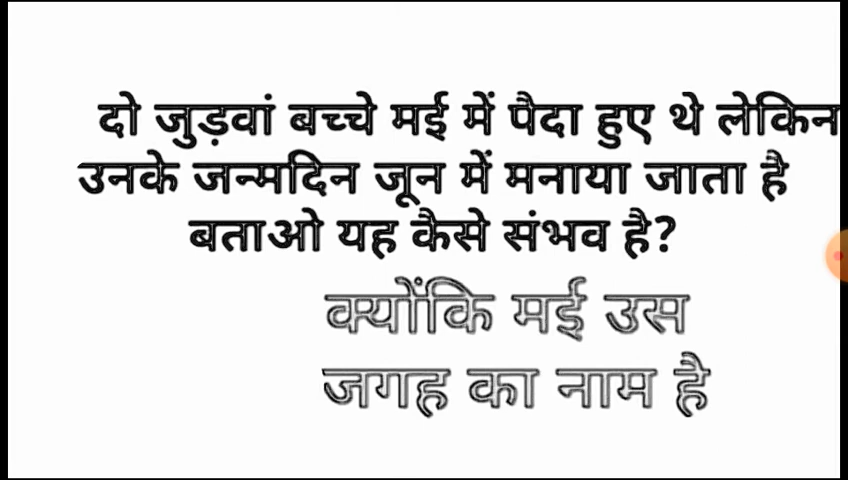 दो जुड़वां बच्चे मई में पैदा हुए थे लेकिन
उनके जन्मदिन जून में मनाया जाता है
बताओ यह कैसे संभव है?
क्योंकि मई उस
जगह का नाम है